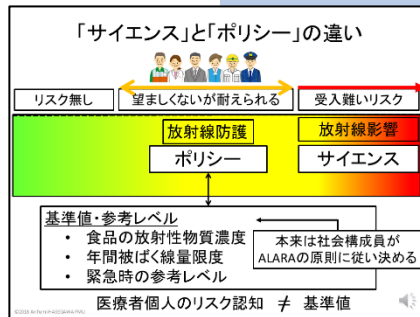 「サイエンス」と「ポリシー」の違い
リスク無し
望ましくないが耐えられる
受入難いリスク
放射線防護
放射線影響
ポリシー
サイエンス
基準値・参考レベル
• 食品の放射性物質濃度
• 年間被ばく線量限度
• 緊急時の参考レベル
本来は社会構成員が
ALARAの原則に従い決める
医療者個人のリスク認知 ≠ 基準値